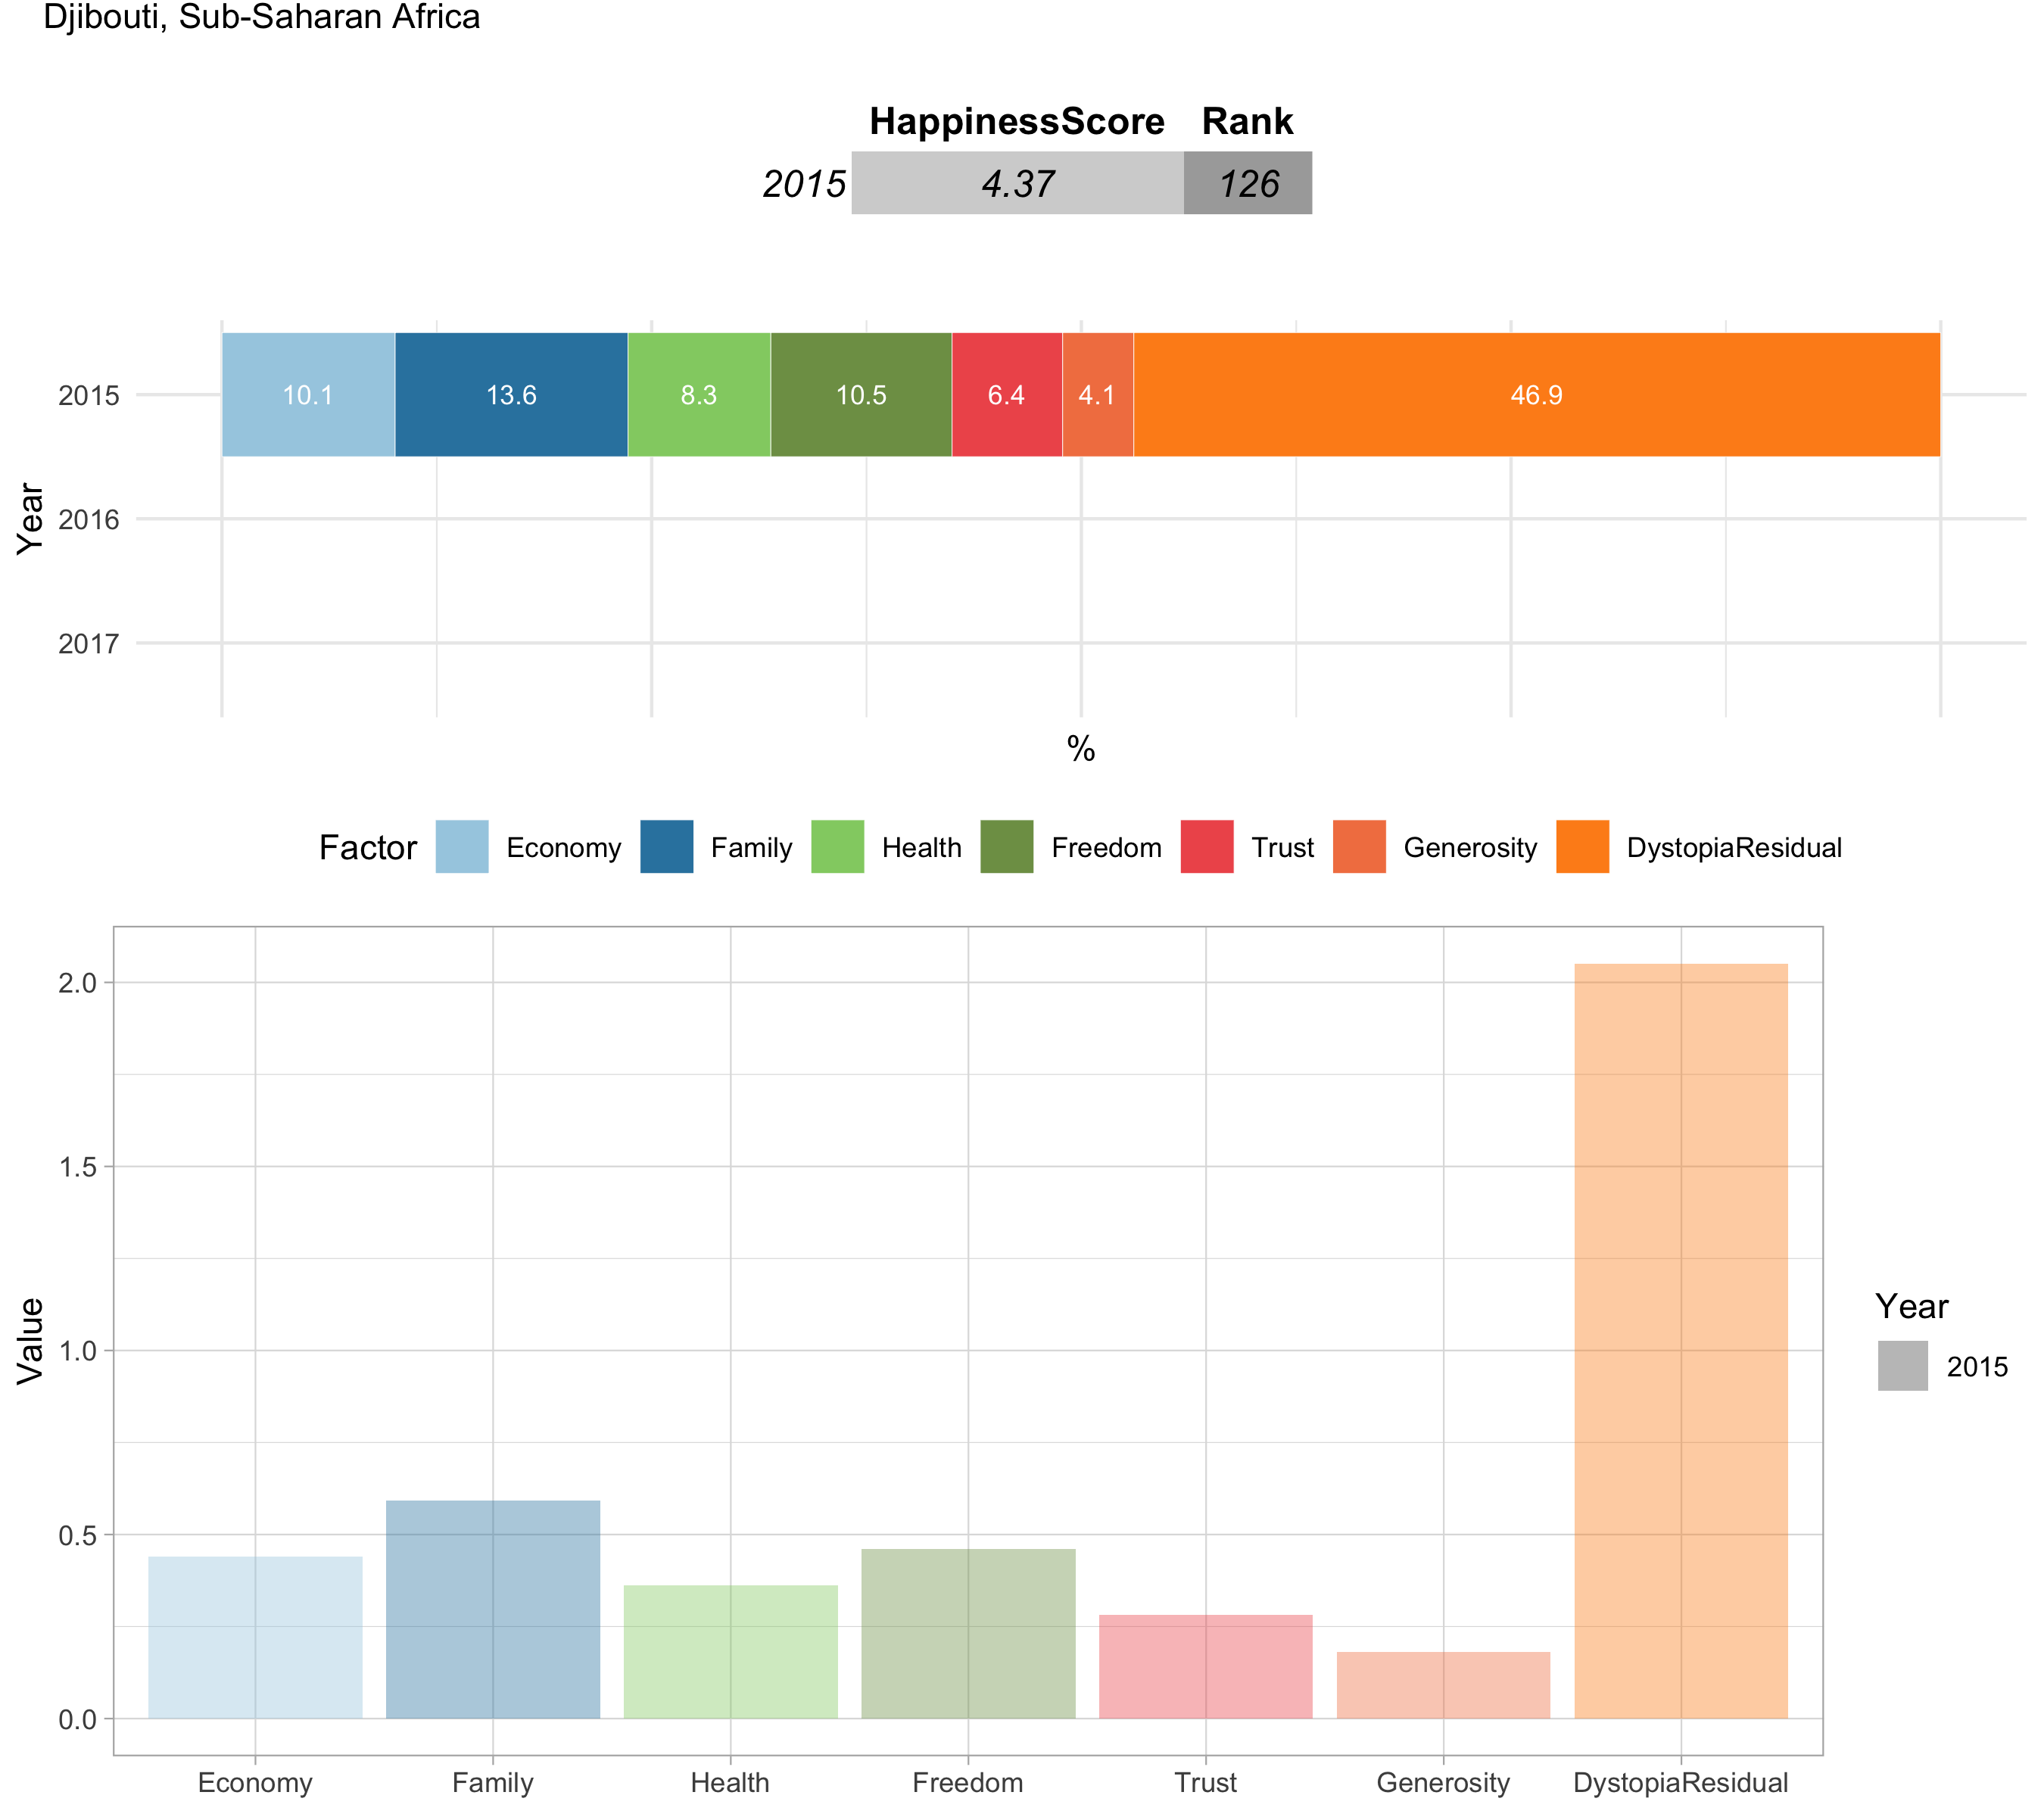 Djibouti, Sub-Saharan Africa
HappinessScore Rank
2015 4.37 126
2015 10.1 13.6 8.3 10.5 6.4 4.1 46.9
Year
2016
2017
%
Factor Economy Family Health Freedom Trust Generosity DystopiaResidual
2.0
1.5
1.0
0.5
0.0
Value
Economy Family Health Freedom Trust Generosity DystopiaResidual
Year
2015